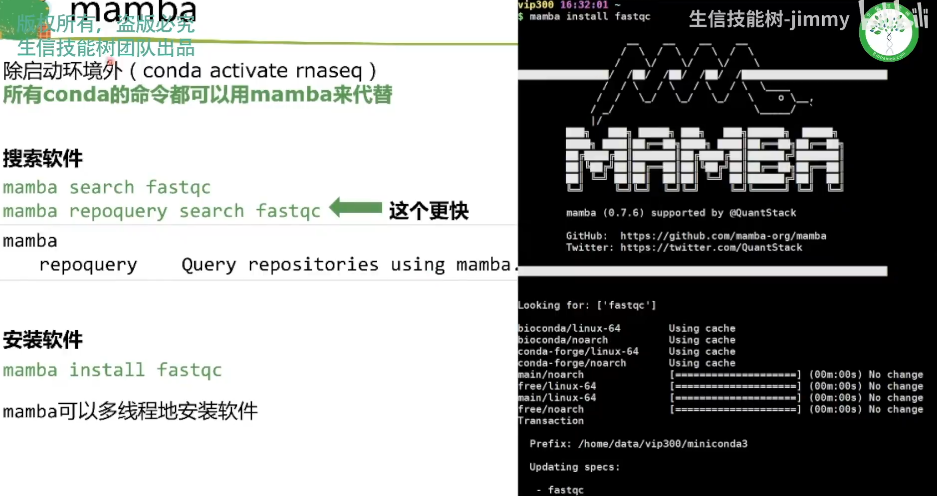 mamba
版权所有，盗版必究
生信技能树团队出品
除启动环境外（conda activate rnaseq）
所有conda的命令都可以用mamba来代替
搜索软件
mamba search fastqc
mamba repoquery search fastqc
这个更快
mamba
repoquery Query repositories using mamba.
安装软件
mamba install fastqc
mamba可以多线程地安装软件
生信技能树-jimmy
vip300 16:32:01 ~
$ mamba install fastqc
MAMBA
mamba (0.7.6) supported by @QuantStack
GitHub: https://github.com/mamba-org/mamba
Twitter: https://twitter.com/QuantStack
Looking for: ['fastqc']
bioconda/linux-64 Using cache
bioconda/noarch Using cache
conda-forge/linux-64 Using cache
conda-forge/noarch Using cache
main/noarch [====================] (00m:00s) No change
free/linux-64 [====================] (00m:00s) No change
main/linux-64 [====================] (00m:00s) No change
free/noarch [====================] (00m:00s) No change
Transaction
Prefix: /home/data/vip300/miniconda3
Updating specs:
- fastqc